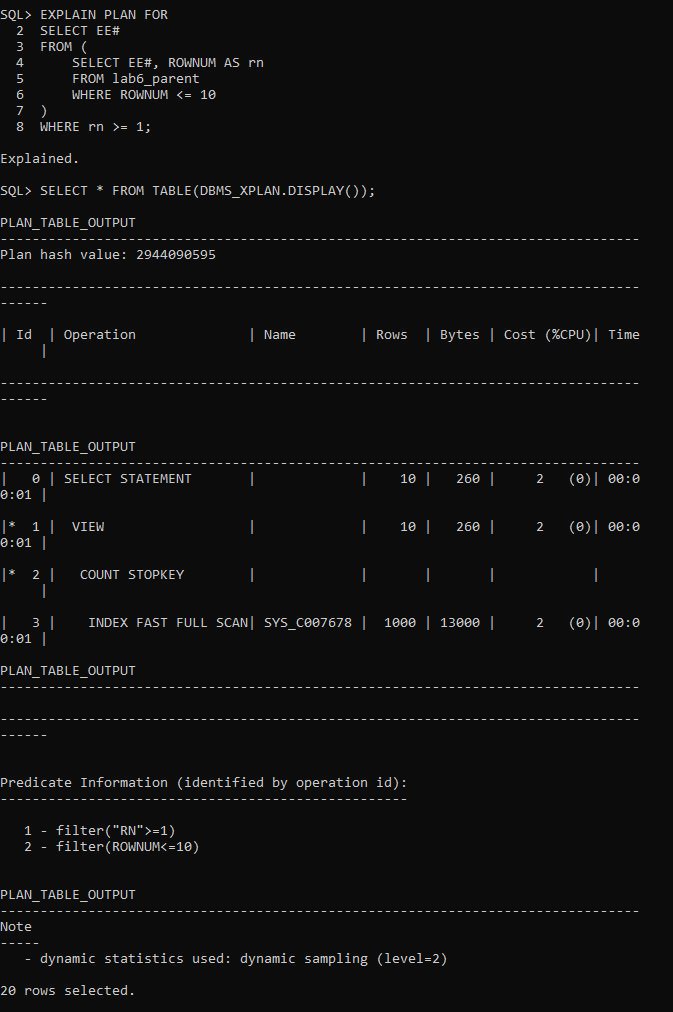 SQL> EXPLAIN PLAN FOR
  2  SELECT EE#
  3  FROM (
  4      SELECT EE#, ROWNUM AS rn
  5      FROM lab6_parent
  6      WHERE ROWNUM <= 10
  7  )
  8  WHERE rn >= 1;

Explained.

SQL> SELECT * FROM TABLE(DBMS_XPLAN.DISPLAY());

PLAN_TABLE_OUTPUT
--------------------------------------------------------------------------------
Plan hash value: 2944090595

--------------------------------------------------------------------------------
------

| Id  | Operation              | Name         | Rows  | Bytes | Cost (%CPU)| Time
     |

--------------------------------------------------------------------------------
------


PLAN_TABLE_OUTPUT
--------------------------------------------------------------------------------
|   0 | SELECT STATEMENT       |             |    10 |   260 |     2   (0)| 00:0
0:01 |

|*  1 |  VIEW                  |             |    10 |   260 |     2   (0)| 00:0
0:01 |

|*  2 |   COUNT STOPKEY        |             |       |       |            |
     |

|   3 |    INDEX FAST FULL SCAN| SYS_C007678 |  1000 | 13000 |     2   (0)| 00:0
0:01 |

PLAN_TABLE_OUTPUT
--------------------------------------------------------------------------------

--------------------------------------------------------------------------------
------


Predicate Information (identified by operation id):
---------------------------------------------------

   1 - filter("RN">=1)
   2 - filter(ROWNUM<=10)


PLAN_TABLE_OUTPUT
--------------------------------------------------------------------------------
Note
-----
   - dynamic statistics used: dynamic sampling (level=2)

20 rows selected.